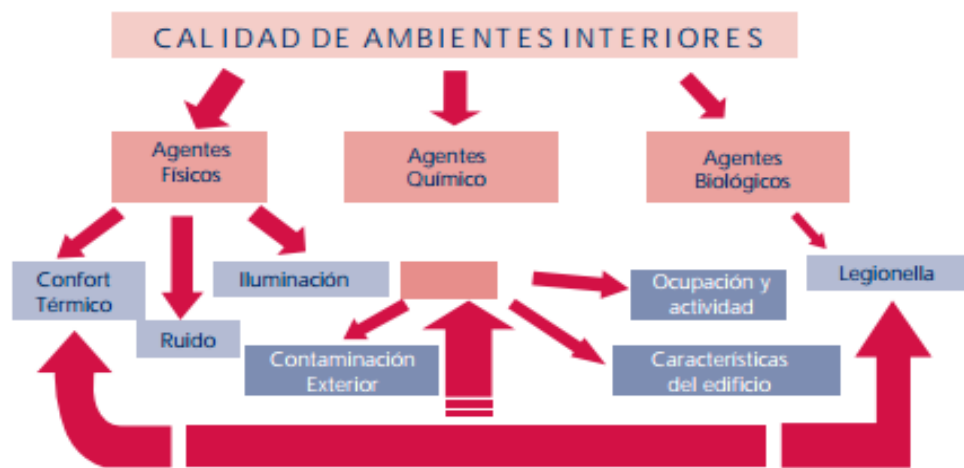 CALIDAD DE AMBIENTES INTERIORES
Agentes
Físicos
Agentes
Químico
Agentes
Biológicos
Confort
Térmico
Ruido
Iluminación
Contaminación
Exterior
Ocupación y
actividad
Características
del edificio
Legionella